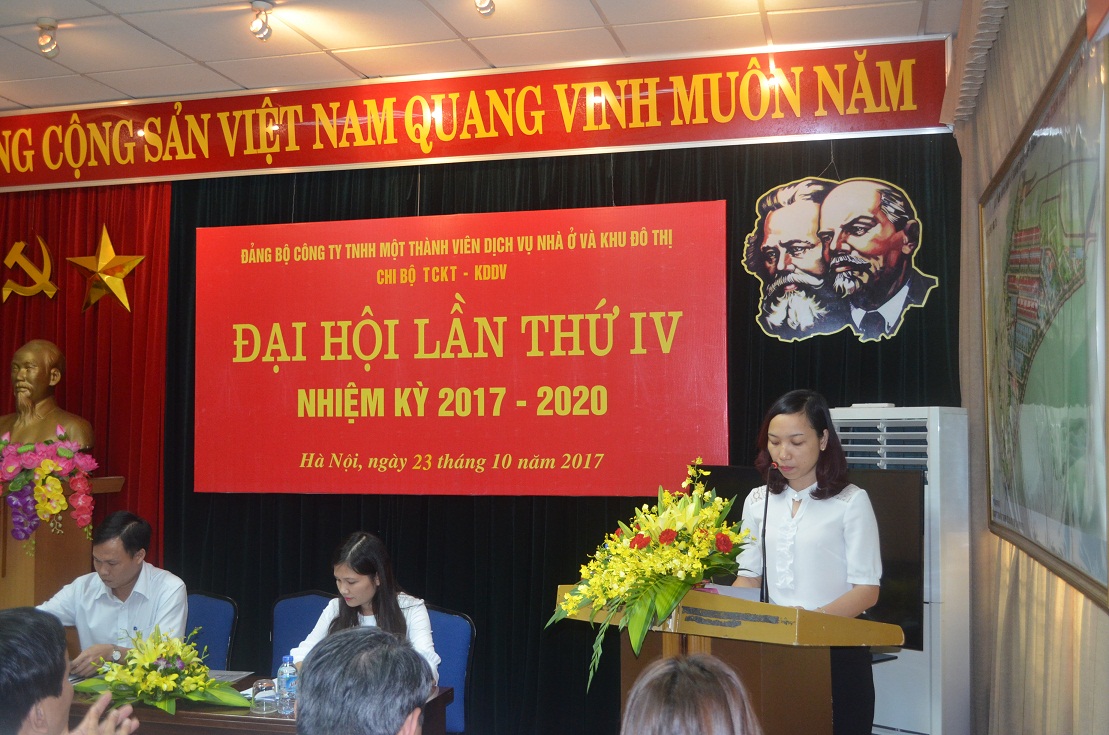 NG CỘNG SẢN VIỆT NAM QUANG VINH MUÔN NĂM
ĐẢNG BỘ CÔNG TY TNHH MỘT THÀNH VIÊN DỊCH VỤ NHÀ Ở VÀ KHU ĐÔ THỊ
CHI BỘ TCKT - KDDV
ĐẠI HỘI LẦN THỨ IV
NHIỆM KỲ 2017 - 2020
Hà Nội, ngày 23 tháng 10 năm 2017